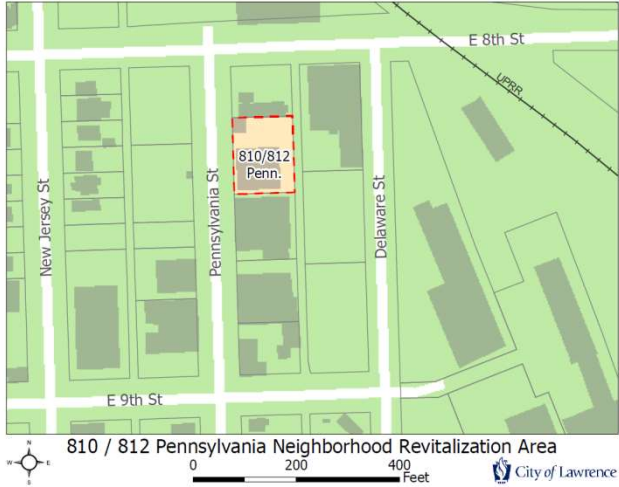 E 8th St
UPRR
New Jersey St
Pennsylvania St
810/812
Penn.
Delaware St
E 9th St
N
W
E
S
810 / 812 Pennsylvania Neighborhood Revitalization Area
0 200 400
Feet
City of Lawrence